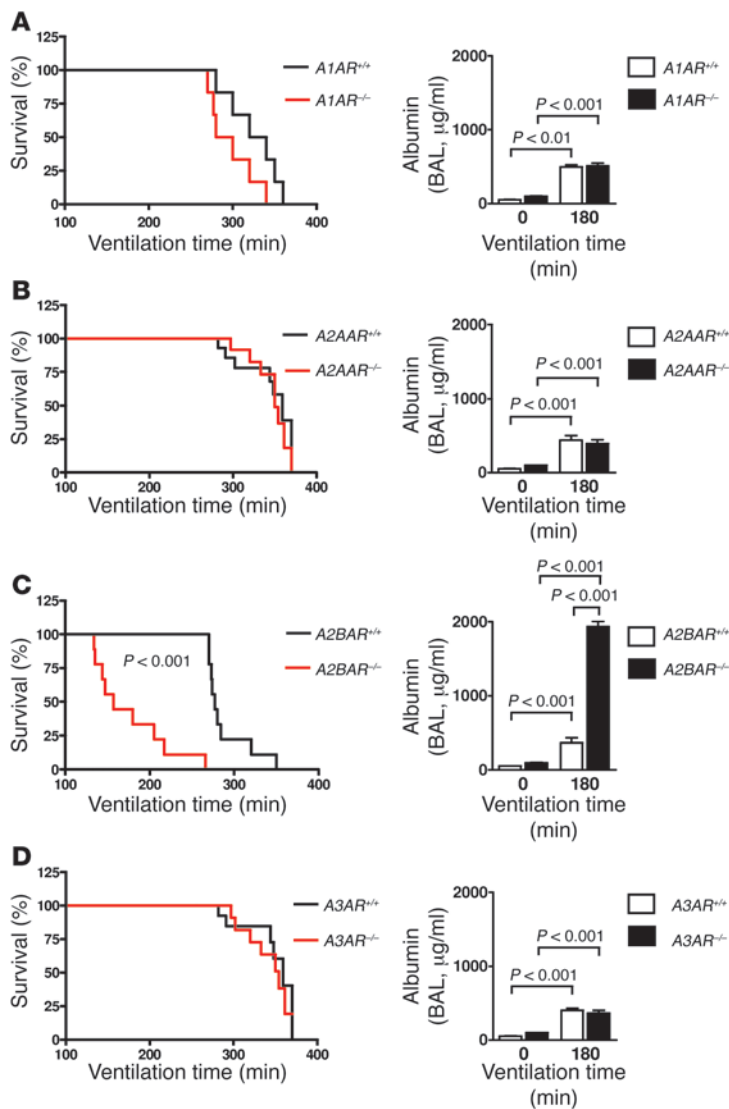 A
125
100
75
50
25
0
Survival (%)
100 200 300 400
Ventilation time (min)
A1AR+/+
A1AR–/–
2000
1000
0
Albumin
(BAL, µg/ml)
P < 0.001
P < 0.01
0 180
Ventilation time
(min)
A1AR+/+
A1AR–/–
B
125
100
75
50
25
0
Survival (%)
100 200 300 400
Ventilation time (min)
A2AAR+/+
A2AAR–/–
2000
1000
0
Albumin
(BAL, µg/ml)
P < 0.001
P < 0.001
0 180
Ventilation time
(min)
A2AAR+/+
A2AAR–/–
C
125
100
75
50
25
0
Survival (%)
P < 0.001
100 200 300 400
Ventilation time (min)
A2BAR+/+
A2BAR–/–
2000
1000
0
Albumin
(BAL, µg/ml)
P < 0.001
P < 0.001
P < 0.001
0 180
Ventilation time
(min)
A2BAR+/+
A2BAR–/–
D
125
100
75
50
25
0
Survival (%)
100 200 300 400
Ventilation time (min)
A3AR+/+
A3AR–/–
2000
1000
0
Albumin
(BAL, µg/ml)
P < 0.001
P < 0.001
0 180
Ventilation time
(min)
A3AR+/+
A3AR–/–